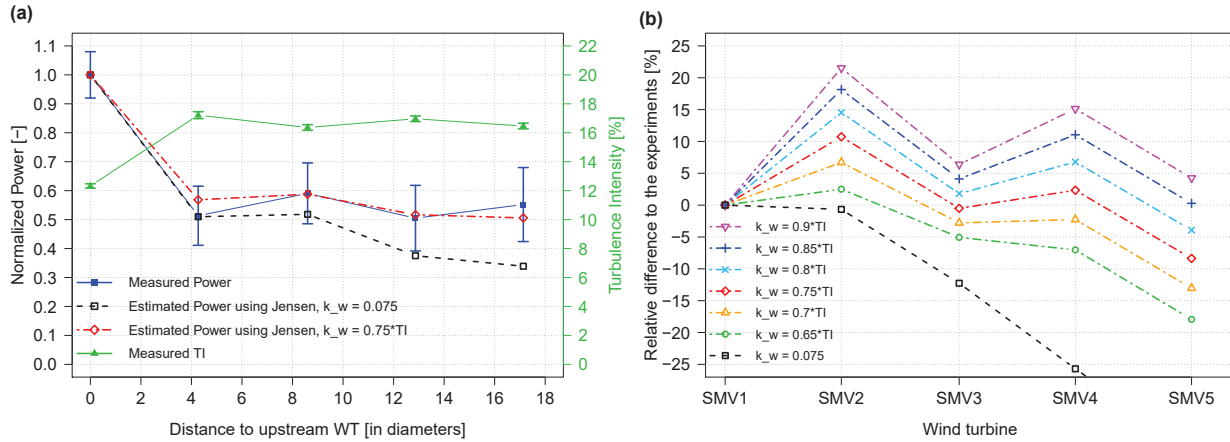 (a)
Normalized Power [−]
1.1
1.0
0.9
0.8
0.7
0.6
0.5
0.4
0.3
0.2
0.1
0.0
Measured Power
Estimated Power using Jensen, k_w = 0.075
Estimated Power using Jensen, k_w = 0.75*TI
Measured TI
0 2 4 6 8 10 12 14 16 18
Distance to upstream WT [in diameters]
22
20
18
16
14
12
10
8
6
4
2
0
Turbulence Intensity [%]
(b)
Relative difference to the experiments [%]
25
20
15
10
5
0
−5
−10
−15
−20
−25
k_w = 0.9*TI
k_w = 0.85*TI
k_w = 0.8*TI
k_w = 0.75*TI
k_w = 0.7*TI
k_w = 0.65*TI
k_w = 0.075
SMV1 SMV2 SMV3 SMV4 SMV5
Wind turbine